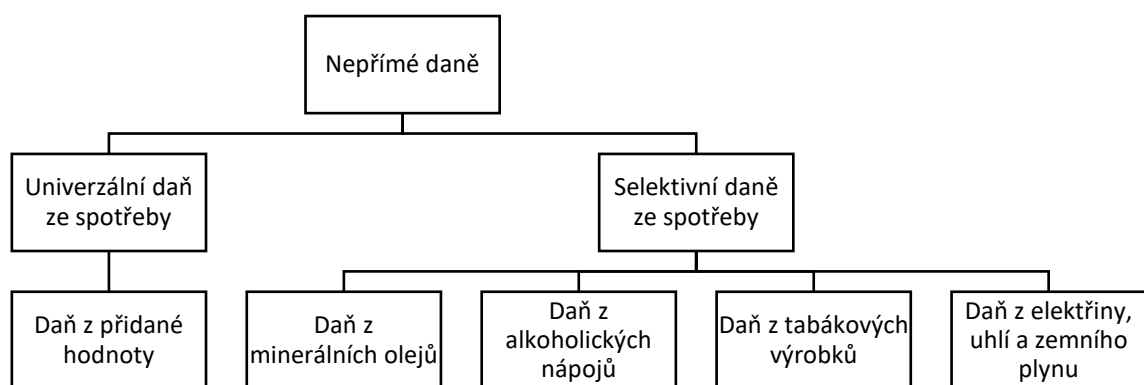 Nepřímé daně
Univerzální daň
ze spotřeby
Selektivní daně
ze spotřeby
Daň z přidané
hodnoty
Daň z
minerálních olejů
Daň z
alkoholických
nápojů
Daň z tabákových
výrobků
Daň z elektřiny,
uhlí a zemního
plynu